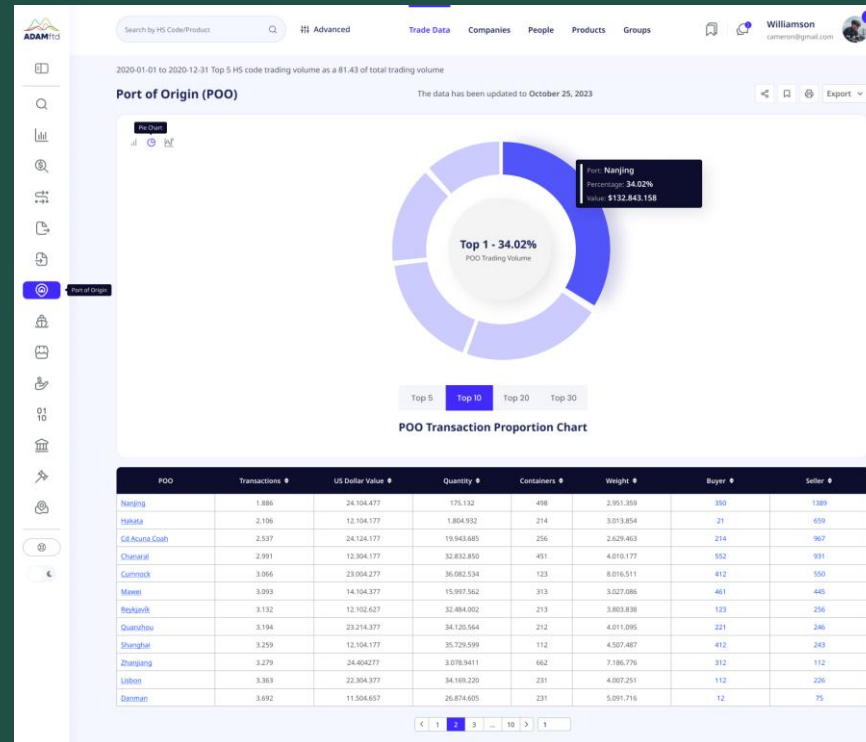 ADAMftd
Search by HS Code/Product
Advanced
Trade Data Companies People Products Groups
Williamson
cameron@gmail.com
2020-01-01 to 2020-12-31 Top 5 HS code trading volume as a 81.43 of total trading volume
Port of Origin (POO)
The data has been updated to October 25, 2023
Export
Pie Chart
Port: Nanjing
Percentage: 34.02%
Value: $132.843.158
Top 1 - 34.02%
POO Trading Volume
Port of Origin
01
10
Top 5 Top 10 Top 20 Top 30
POO Transaction Proportion Chart
POO Transactions US Dollar Value Quantity Containers Weight Buyer Seller
Nanjing 1.886 24.104.477 175.132 498 2.951.359 350 1389
Hakata 2.106 12.104.177 1.804.932 214 3.013.854 21 659
Cd Acuna Coah 2.537 24.124.177 19.943.685 256 2.629.463 214 967
Chanaral 2.991 12.304.177 32.832.850 451 4.010.177 552 931
Cumnock 3.066 23.004.277 36.082.534 123 8.016.511 412 550
Mawei 3.093 14.104.377 15.997.562 313 3.027.086 461 445
Reykjavík 3.132 12.102.627 32.484.002 213 3.803.838 123 256
Quanzhou 3.194 23.214.377 34.120.564 212 4.011.095 221 246
Shanghai 3.259 12.104.177 35.729.599 112 4.507.487 243 243
Zhanjiang 3.279 24.404277 3.078.9411 662 7.186.776 312 112
Lisbon 3.363 22.304.377 34.169.220 231 4.007.251 112 226
Danman 3.692 11.504.657 26.874.605 231 5.091.716 12 75
1 2 3 ... 10 1